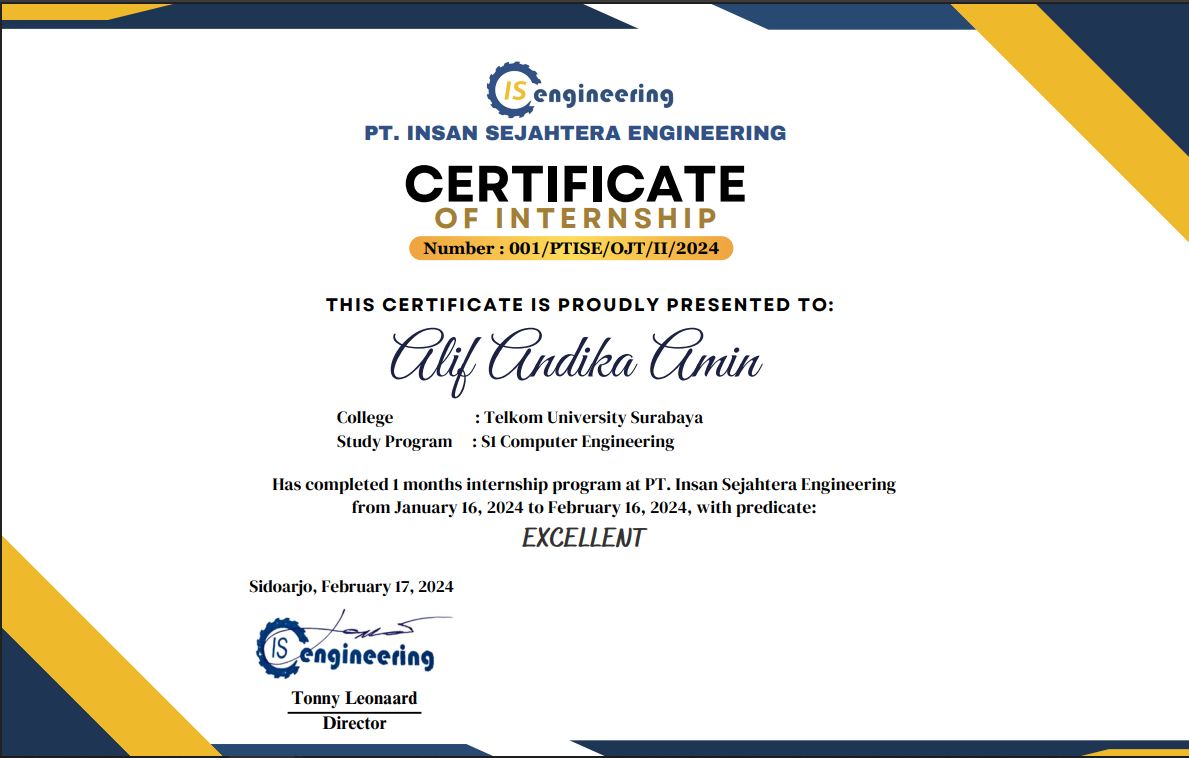 IS engineering
PT. INSAN SEJAHTERA ENGINEERING
CERTIFICATE
OF INTERNSHIP
Number : 001/PTISE/OJT/II/2024
THIS CERTIFICATE IS PROUDLY PRESENTED TO:
Alif Andika Amin
College : Telkom University Surabaya
Study Program : S1 Computer Engineering
Has completed 1 months internship program at PT. Insan Sejahtera Engineering
from January 16, 2024 to February 16, 2024, with predicate:
EXCELLENT
Sidoarjo, February 17, 2024
IS engineering
Tonny Leonaard
Director